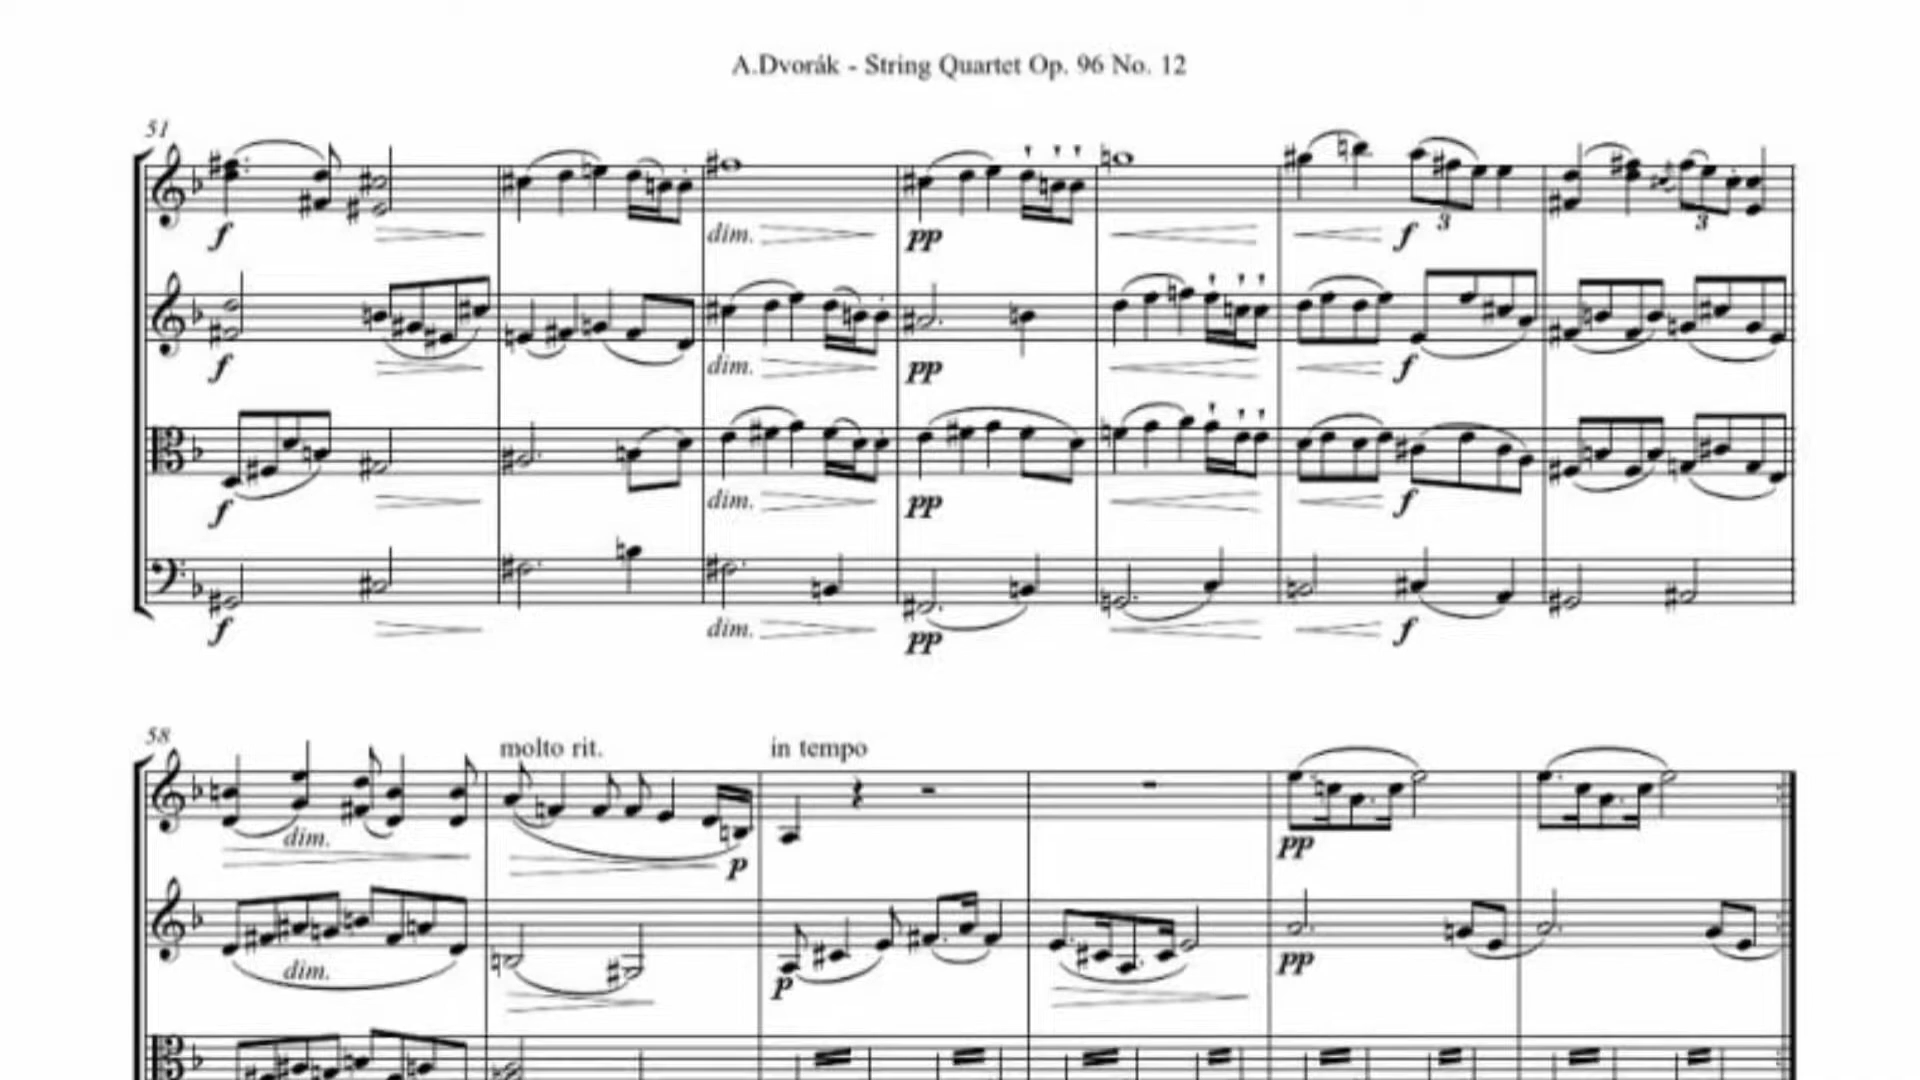 A.Dvorák - String Quartet Op. 96 No. 12
51
f
dim.
pp
f
3
3
f
dim.
pp
f
f
dim.
pp
f
f
dim.
pp
f
58
molto rit.
in tempo
dim.
p
pp
dim.
p
pp